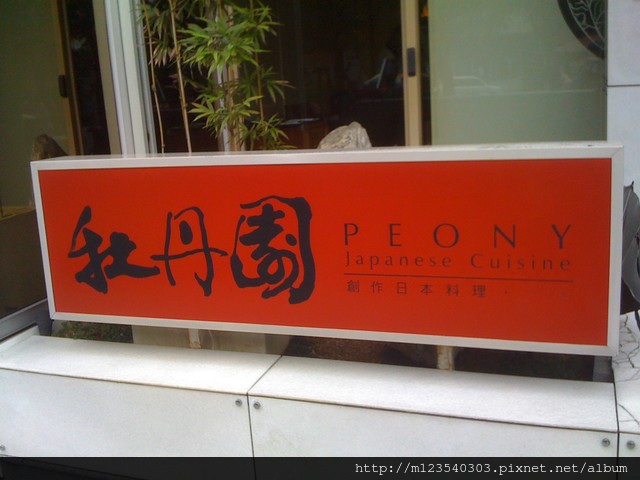 牡丹園
PEONY
Japanese Cuisine
創作日本料理.
http://m123540303.pixnet.net/album